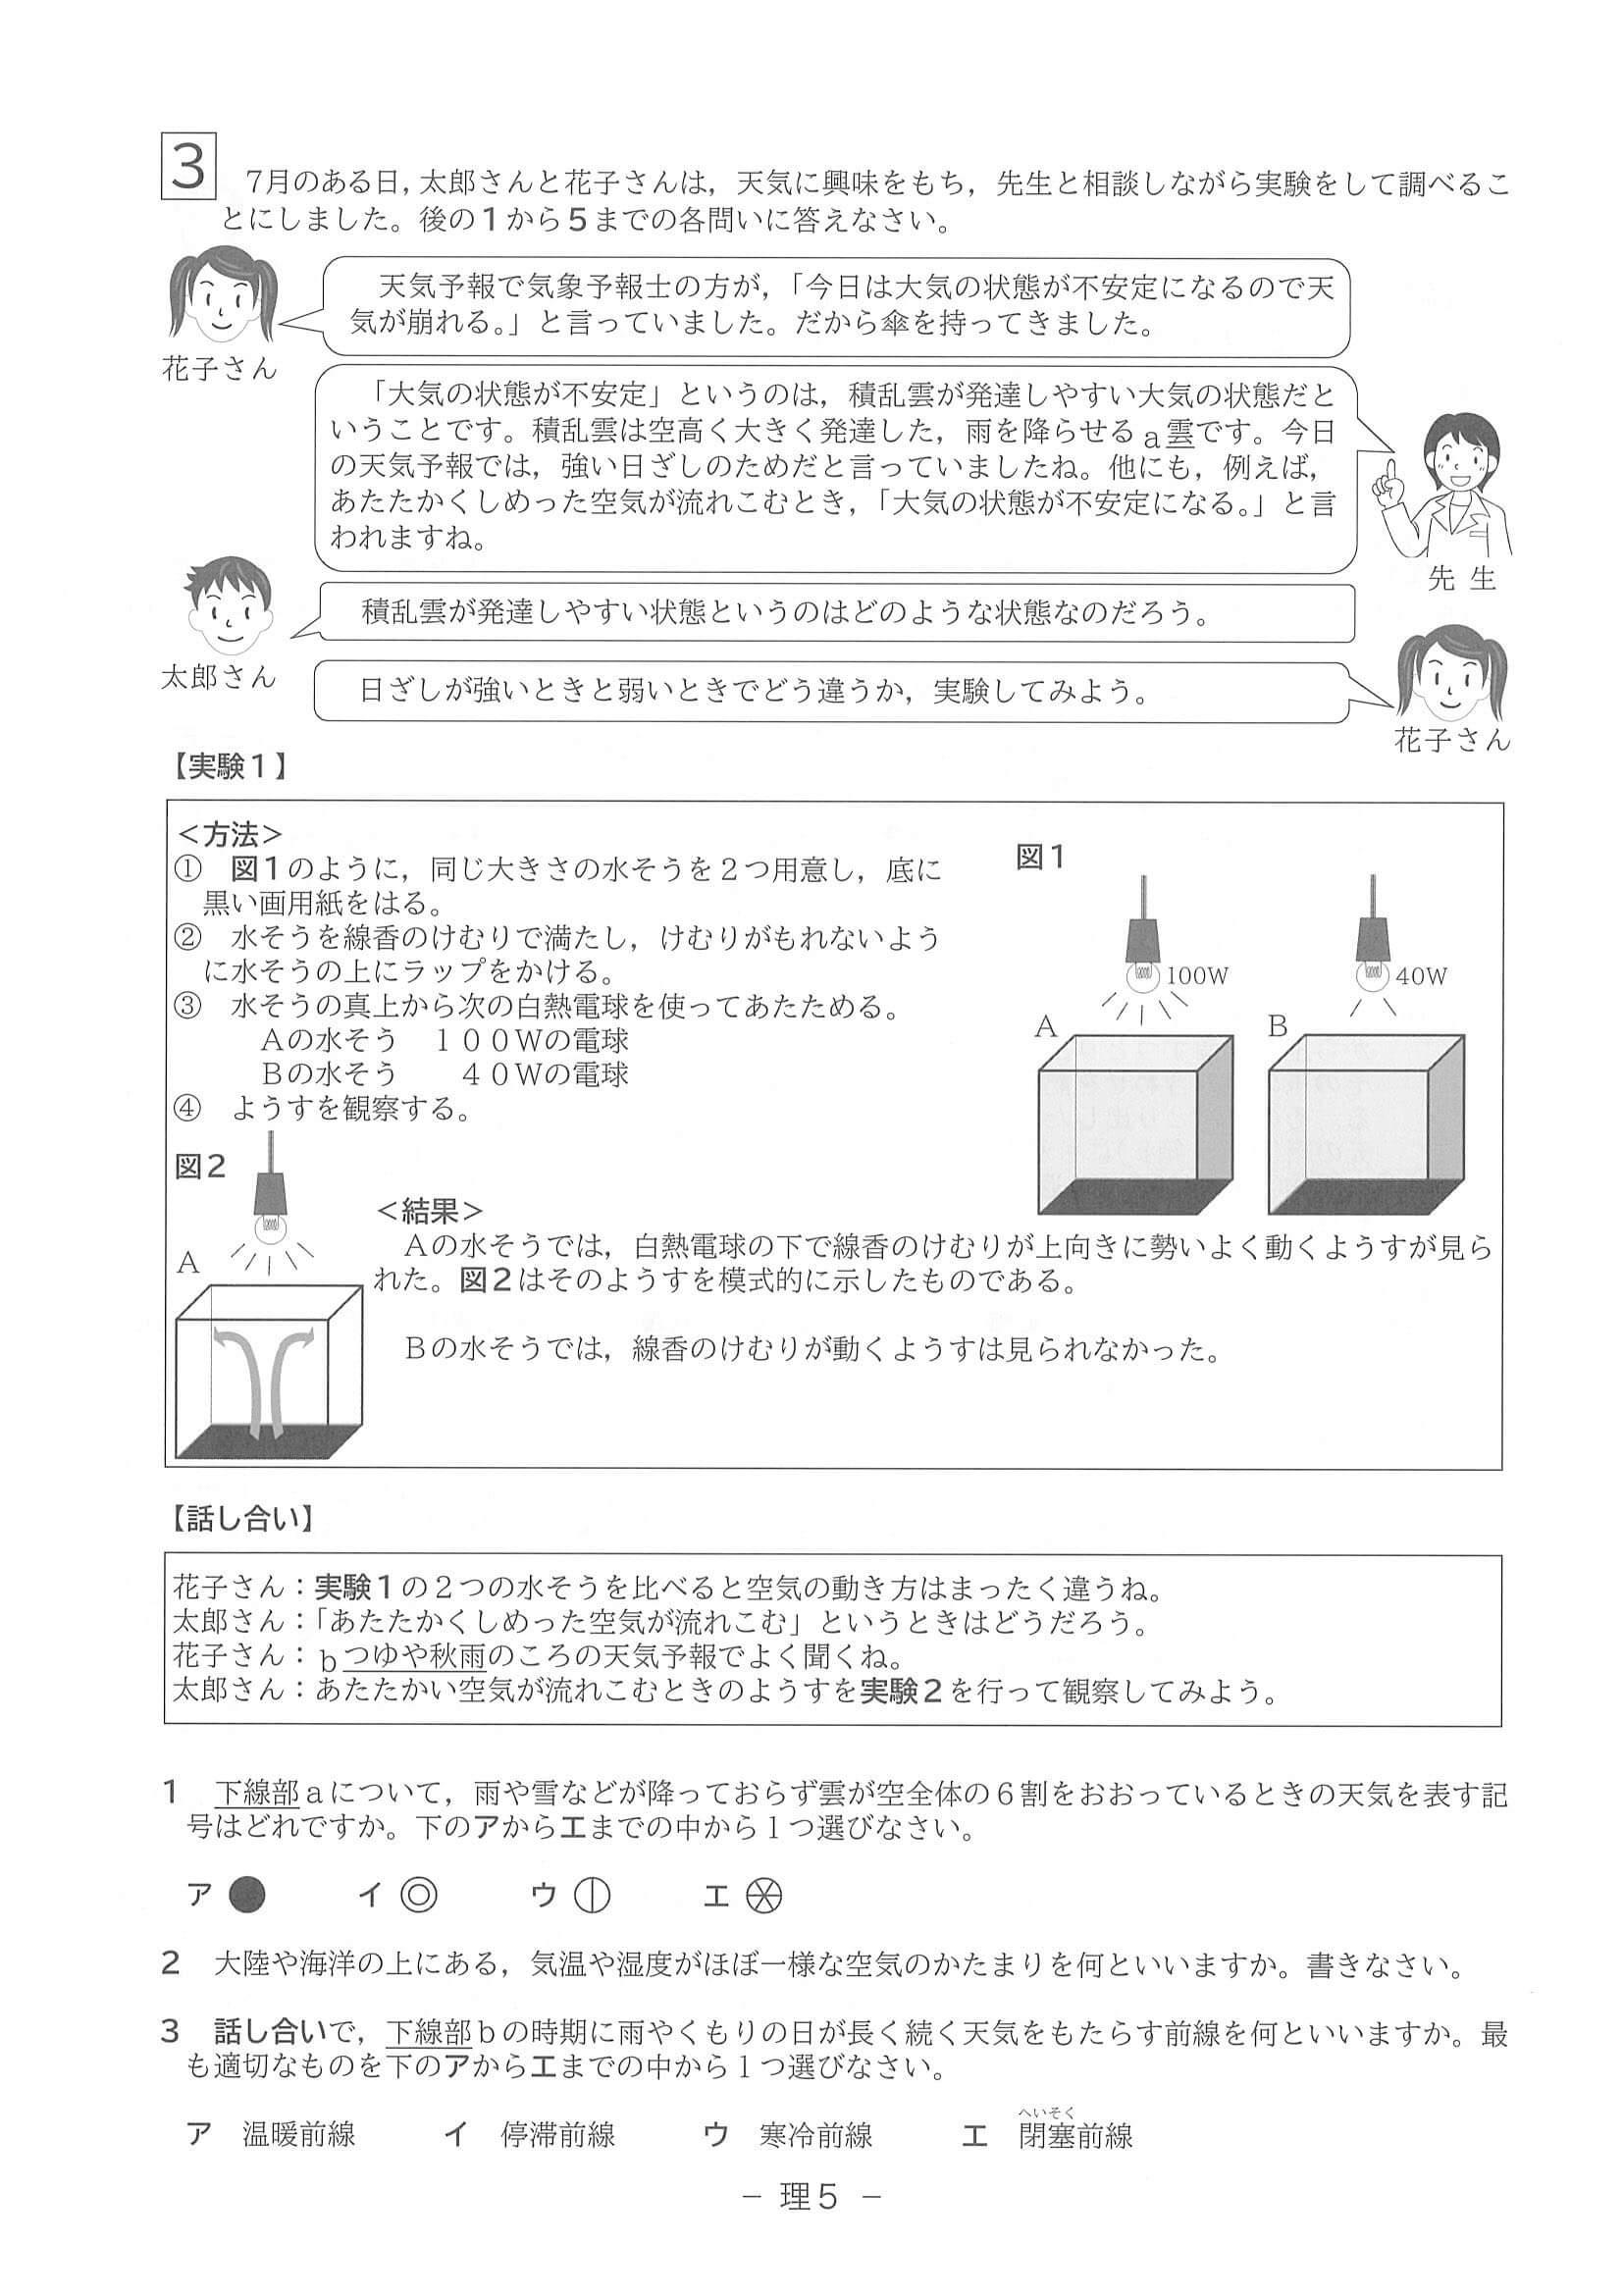 3
7月のある日，太郎さんと花子さんは，天気に興味をもち，先生と相談しながら実験をして調べるこ
とにしました。後の1から5までの各問いに答えなさい。
天気予報で気象予報士の方が，「今日は大気の状態が不安定になるので天
気が崩れる。」と言っていました。だから傘を持ってきました。
花子さん
「大気の状態が不安定」というのは，積乱雲が発達しやすい大気の状態だと
いうことです。積乱雲は空高く大きく発達した，雨を降らせるa雲です。今日
の天気予報では，強い日ざしのためだと言っていましたね。他にも，例えば，
あたたかくしめった空気が流れこむとき，「大気の状態が不安定になる。」と言
われますね。
先生
積乱雲が発達しやすい状態というのはどのような状態なのだろう。
太郎さん
日ざしが強いときと弱いときでどう違うか，実験してみよう。
花子さん
【実験1】
＜方法＞
① 図1のように，同じ大きさの水そうを2つ用意し，底に
黒い画用紙をはる。
② 水そうを線香のけむりで満たし，けむりがもれないよう
に水そうの上にラップをかける。
③ 水そうの真上から次の白熱電球を使ってあたためる。
Aの水そう 100Wの電球
Bの水そう 40Wの電球
④ ようすを観察する。
図1
100W
40W
A
B
図2
A
＜結果＞
Aの水そうでは，白熱電球の下で線香のけむりが上向きに勢いよく動くようすが見ら
れた。図2はそのようすを模式的に示したものである。
Bの水そうでは，線香のけむりが動くようすは見られなかった。
【話し合い】
花子さん：実験1の2つの水そうを比べると空気の動き方はまったく違うね。
太郎さん：「あたたかくしめった空気が流れこむ」というときはどうだろう。
花子さん：bつゆや秋雨のころの天気予報でよく聞くね。
太郎さん：あたたかい空気が流れこむときのようすを実験2を行って観察してみよう。
1 下線部aについて，雨や雪などが降っておらず雲が空全体の6割をおおっているときの天気を表す記
号はどれですか。下のアからエまでの中から1つ選びなさい。
ア ● イ ◎ ウ ⦶ エ
2 大陸や海洋の上にある，気温や湿度がほぼ一様な空気のかたまりを何といいますか。書きなさい。
3 話し合いで，下線部bの時期に雨やくもりの日が長く続く天気をもたらす前線を何といいますか。最
も適切なものを下のアからエまでの中から1つ選びなさい。
へいそく
ア 温暖前線 イ 停滞前線 ウ 寒冷前線 エ 閉塞前線
－ 理5 －